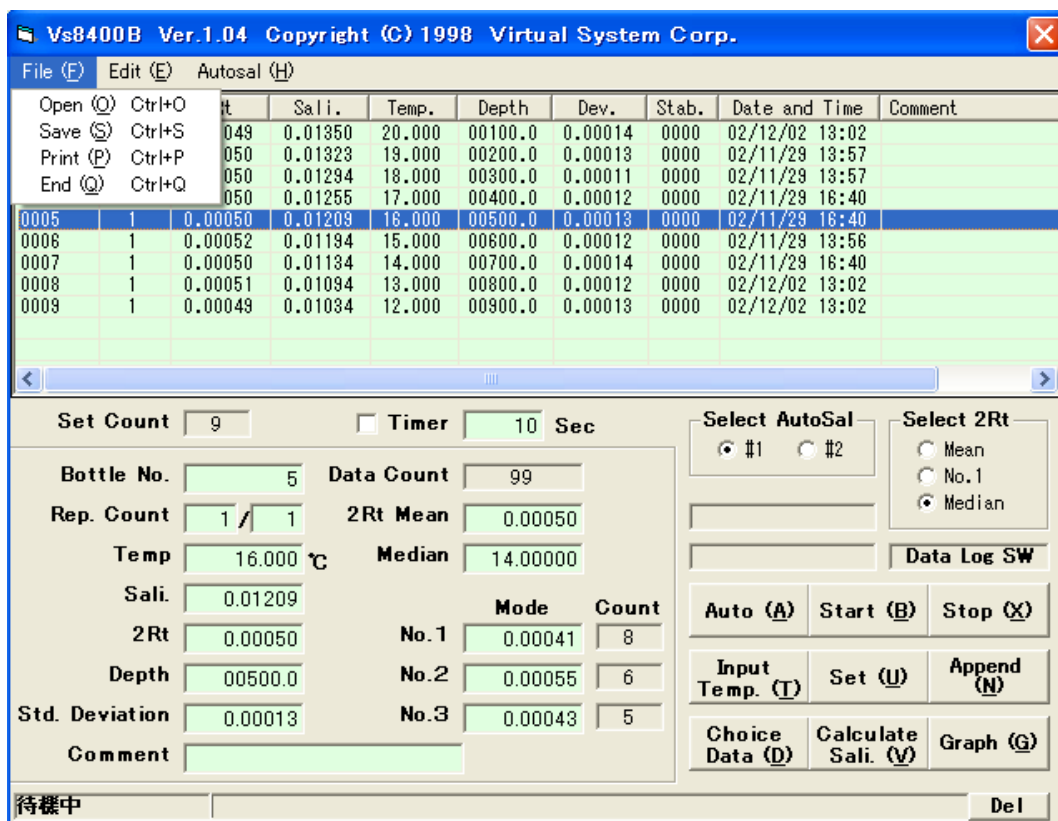 Vs8400B Ver.1.04 Copyright (C) 1998 Virtual System Corp.
File (F) Edit (E) Autosal (H)
Open (O) Ctrl+O
Save (S) Ctrl+S
Print (P) Ctrl+P
End (Q) Ctrl+Q
Sali. Temp. Depth Dev. Stab. Date and Time Comment
049 0.01350 20.000 00100.0 0.00014 0000 02/12/02 13:02
050 0.01323 19.000 00200.0 0.00013 0000 02/11/29 13:57
050 0.01294 18.000 00300.0 0.00011 0000 02/11/29 13:57
050 0.01255 17.000 00400.0 0.00012 0000 02/11/29 16:40
0005 1 0.00050 0.01209 16.000 00500.0 0.00013 0000 02/11/29 16:40
0006 1 0.00052 0.01194 15.000 00600.0 0.00012 0000 02/11/29 13:56
0007 1 0.00050 0.01134 14.000 00700.0 0.00014 0000 02/11/29 16:40
0008 1 0.00051 0.01094 13.000 00800.0 0.00012 0000 02/12/02 13:02
0009 1 0.00049 0.01034 12.000 00900.0 0.00013 0000 02/12/02 13:02
Set Count 9 Timer 10 Sec
Bottle No. 5 Data Count 99
Rep. Count 1 / 1 2Rt Mean 0.00050
Temp 16.000 ℃ Median 14.00000
Sali. 0.01209 Mode Count
2Rt 0.00050 No.1 0.00041 8
Depth 00500.0 No.2 0.00055 6
Std. Deviation 0.00013 No.3 0.00043 5
Comment
Select AutoSal
#1 #2
Select 2Rt
Mean
No.1
Median
Data Log SW
Auto (A) Start (B) Stop (X)
Input Temp. (T) Set (U) Append (N)
Choice Data (D) Calculate Sali. (V) Graph (G)
待機中 Del